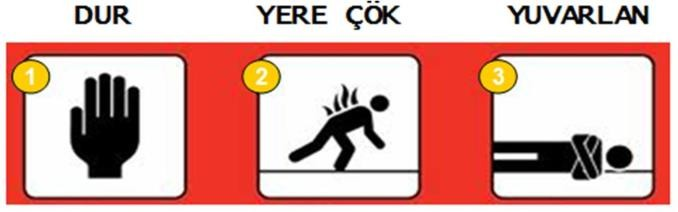 DUR YERE ÇÖK YUVARLAN
1 2 3